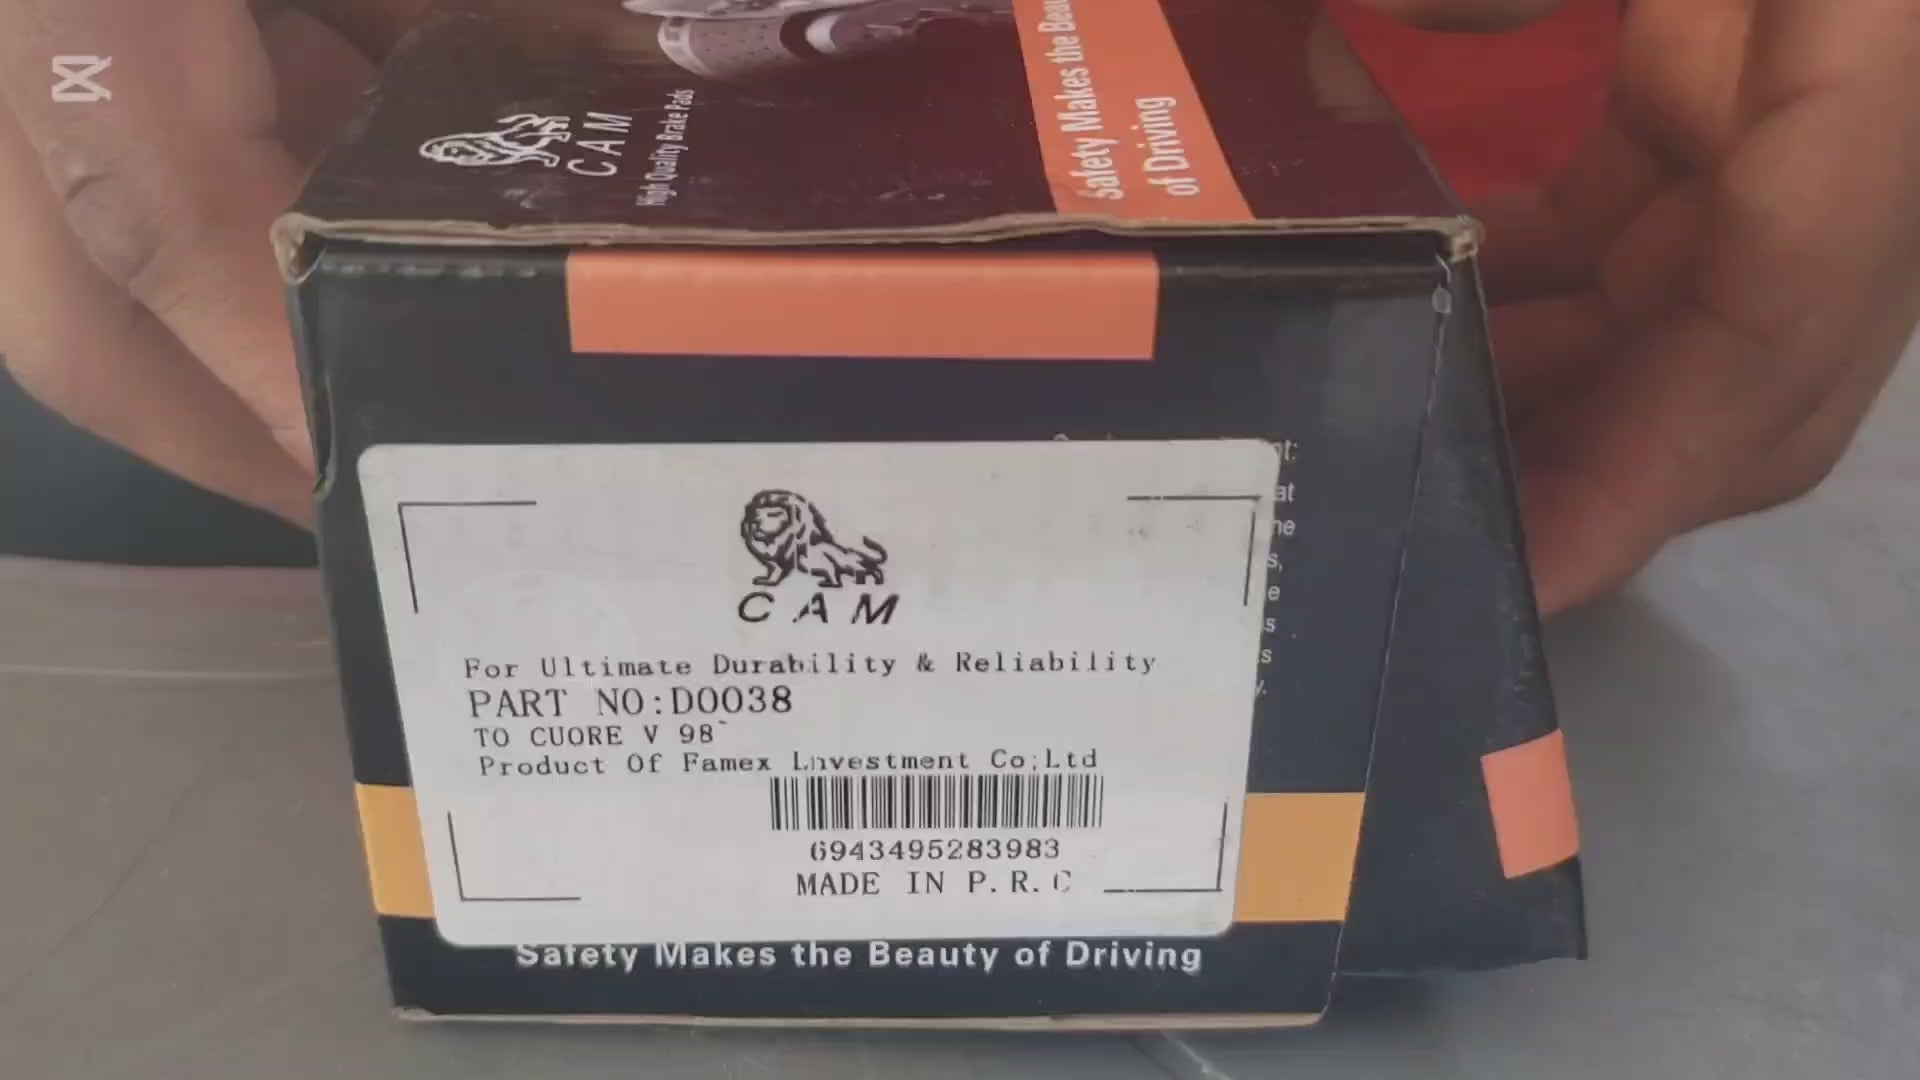 CAM
High Quality Brake Pads
Safety Makes the Beau
of Driving
CAM
For Ultimate Durability & Reliability
PART NO:D0038
TO CUORE V 98`
Product Of Famex Lnvestment Co;Ltd
6943495283983
MADE IN P.R.C
Safety Makes the Beauty of Driving